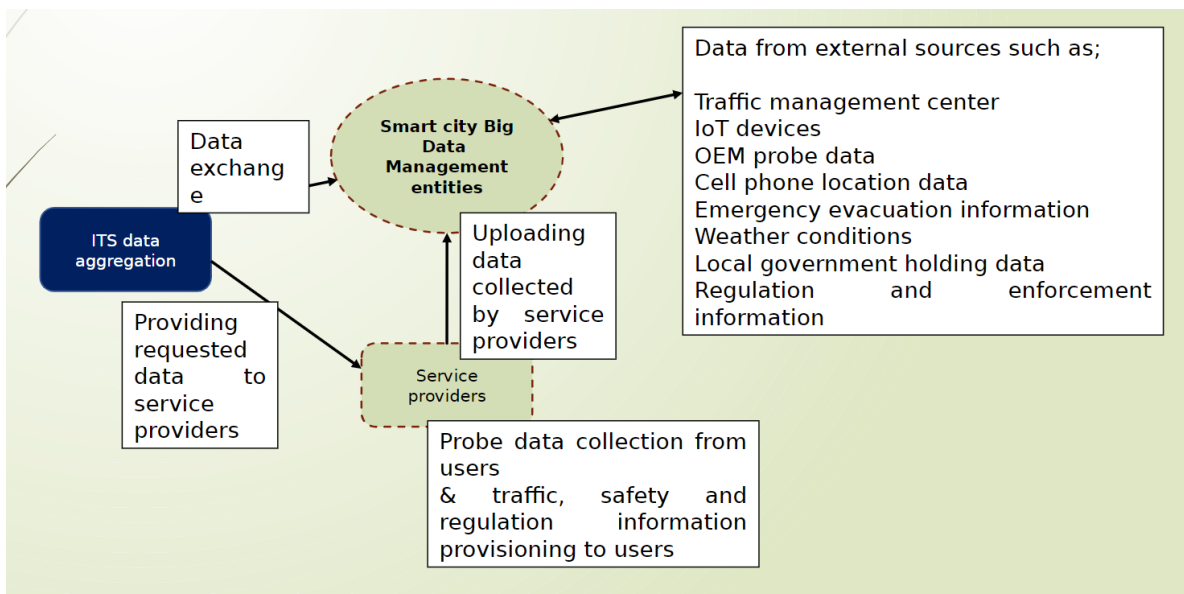 Data from external sources such as;
Traffic management center
IoT devices
OEM probe data
Cell phone location data
Emergency evacuation information
Weather conditions
Local government holding data
Regulation and enforcement
information
Smart city Big
Data
Management
entities
Data
exchang
e
ITS data
aggregation
Uploading
data
collected
by service
providers
Providing
requested
data to
service
providers
Service
providers
Probe data collection from
users
& traffic, safety and
regulation information
provisioning to users